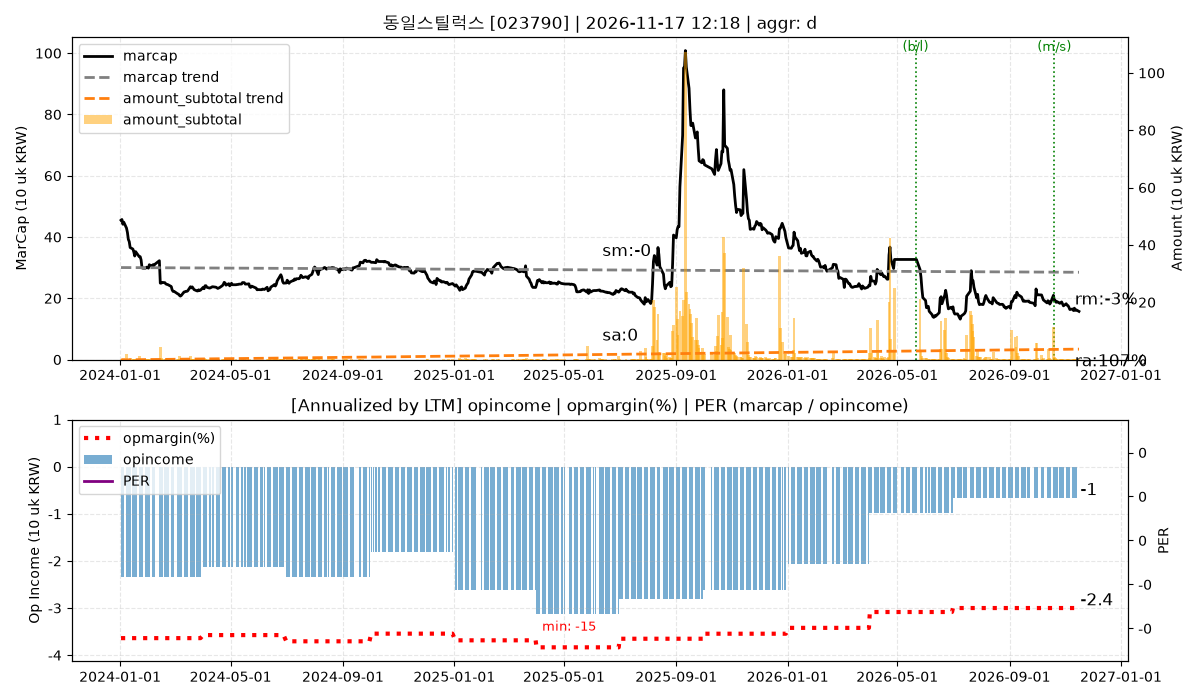 동일스틸럭스 [023790] | 2026-11-17 12:18 | aggr: d
marcap
marcap trend
amount_subtotal trend
amount_subtotal
MarCap (10 uk KRW)
Amount (10 uk KRW)
100
80
60
40
20
0
100
80
60
40
20
0
(b/l)
(m/s)
sm:-0
sa:0
rm:-3%
ra:107%
2024-01-01
2024-05-01
2024-09-01
2025-01-01
2025-05-01
2025-09-01
2026-01-01
2026-05-01
2026-09-01
2027-01-01
[Annualized by LTM] opincome | opmargin(%) | PER (marcap / opincome)
opmargin(%)
opincome
PER
Op Income (10 uk KRW)
PER
1
0
-1
-2
-3
-4
0
0
0
-0
-0
-1
-2.4
min: -15
2024-01-01
2024-05-01
2024-09-01
2025-01-01
2025-05-01
2025-09-01
2026-01-01
2026-05-01
2026-09-01
2027-01-01